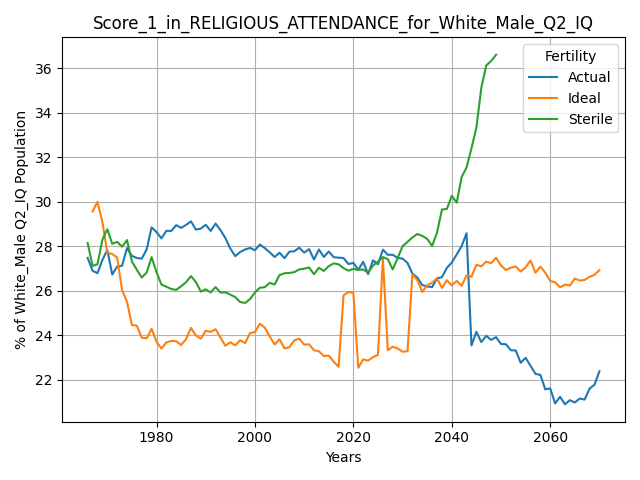 Score_1_in_RELIGIOUS_ATTENDANCE_for_White_Male_Q2_IQ
Fertility
Actual
Ideal
Sterile
% of White_Male Q2_IQ Population
36
34
32
30
28
26
24
22
1980
2000
2020
2040
2060
Years